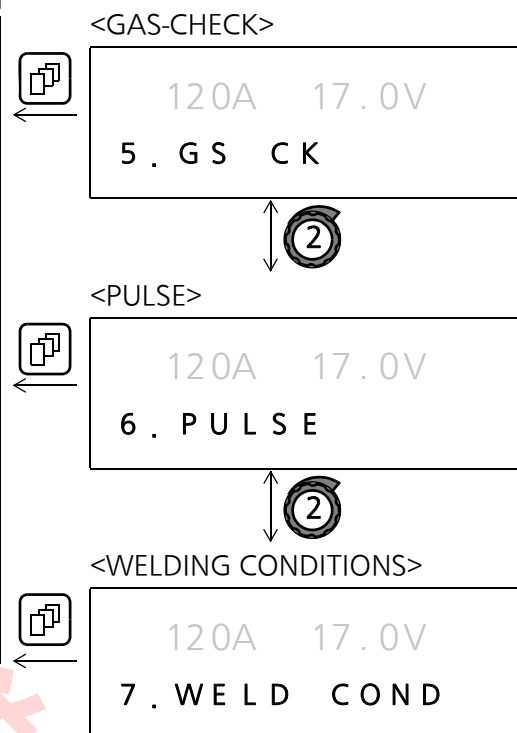 <GAS-CHECK>
120A 17.0V
5. GS CK
2
<PULSE>
120A 17.0V
6. PULSE
2
<WELDING CONDITIONS>
120A 17.0V
7. WELD COND